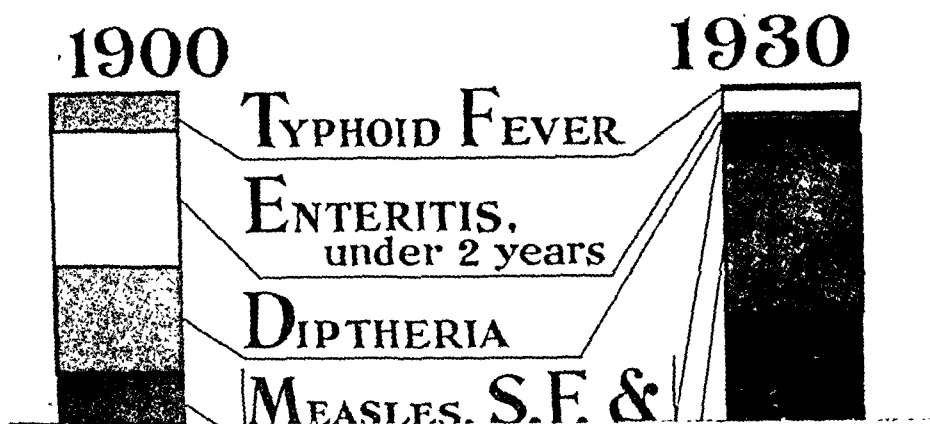 1900
1930
TYPHOID FEVER
ENTERITIS,
under 2 years
DIPTHERIA
MEASLES, S.F. &